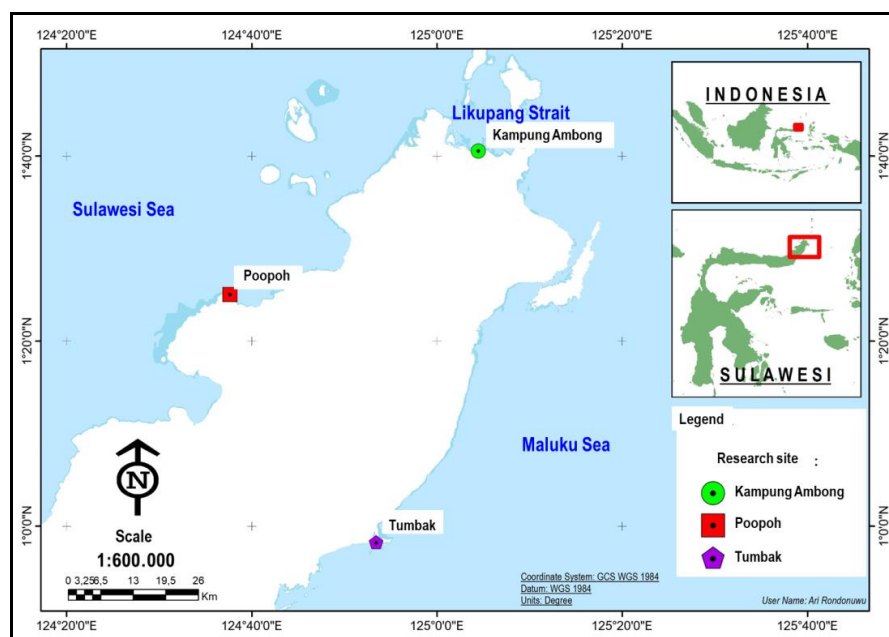 124°20'0"E 124°40'0"E 125°0'0"E 125°20'0"E 125°40'0"E
Likupang Strait
Kampung Ambong
1°40'0"N 1°40'0"N
Sulawesi Sea
Poopoh
1°20'0"N 1°20'0"N
Maluku Sea
Tumbak
1°0'0"N 1°0'0"N
N
Scale
1:600.000
0 3,25 6,5 13 19,5 26
Km
INDONESIA
SULAWESI
Legend
Research site :
Kampung Ambong
Poopoh
Tumbak
Coordinate System: GCS WGS 1984
Datum: WGS 1984
Units: Degree
User Name: Ari Rondonuwu
124°20'0"E 124°40'0"E 125°0'0"E 125°20'0"E 125°40'0"E